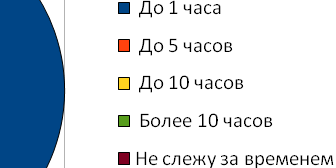 До 1 часа
До 5 часов
До 10 часов
Более 10 часов
Не слежу за временем